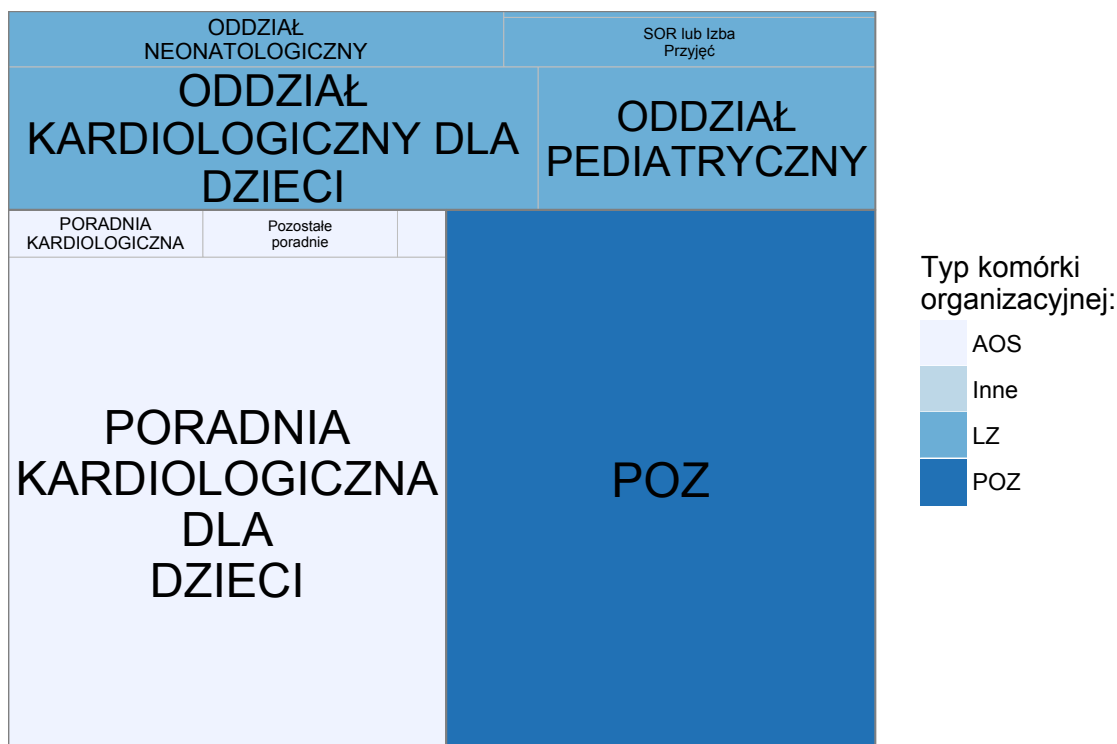 ODDZIAŁ
NEONATOLOGICZNY
SOR lub Izba
Przyjęć
ODDZIAŁ
KARDIOLOGICZNY DLA
DZIECI
ODDZIAŁ
PEDIATRYCZNY
PORADNIA
KARDIOLOGICZNA
Pozostałe
poradnie
PORADNIA
KARDIOLOGICZNA
DLA
DZIECI
POZ
Typ komórki
organizacyjnej:
AOS
Inne
LZ
POZ